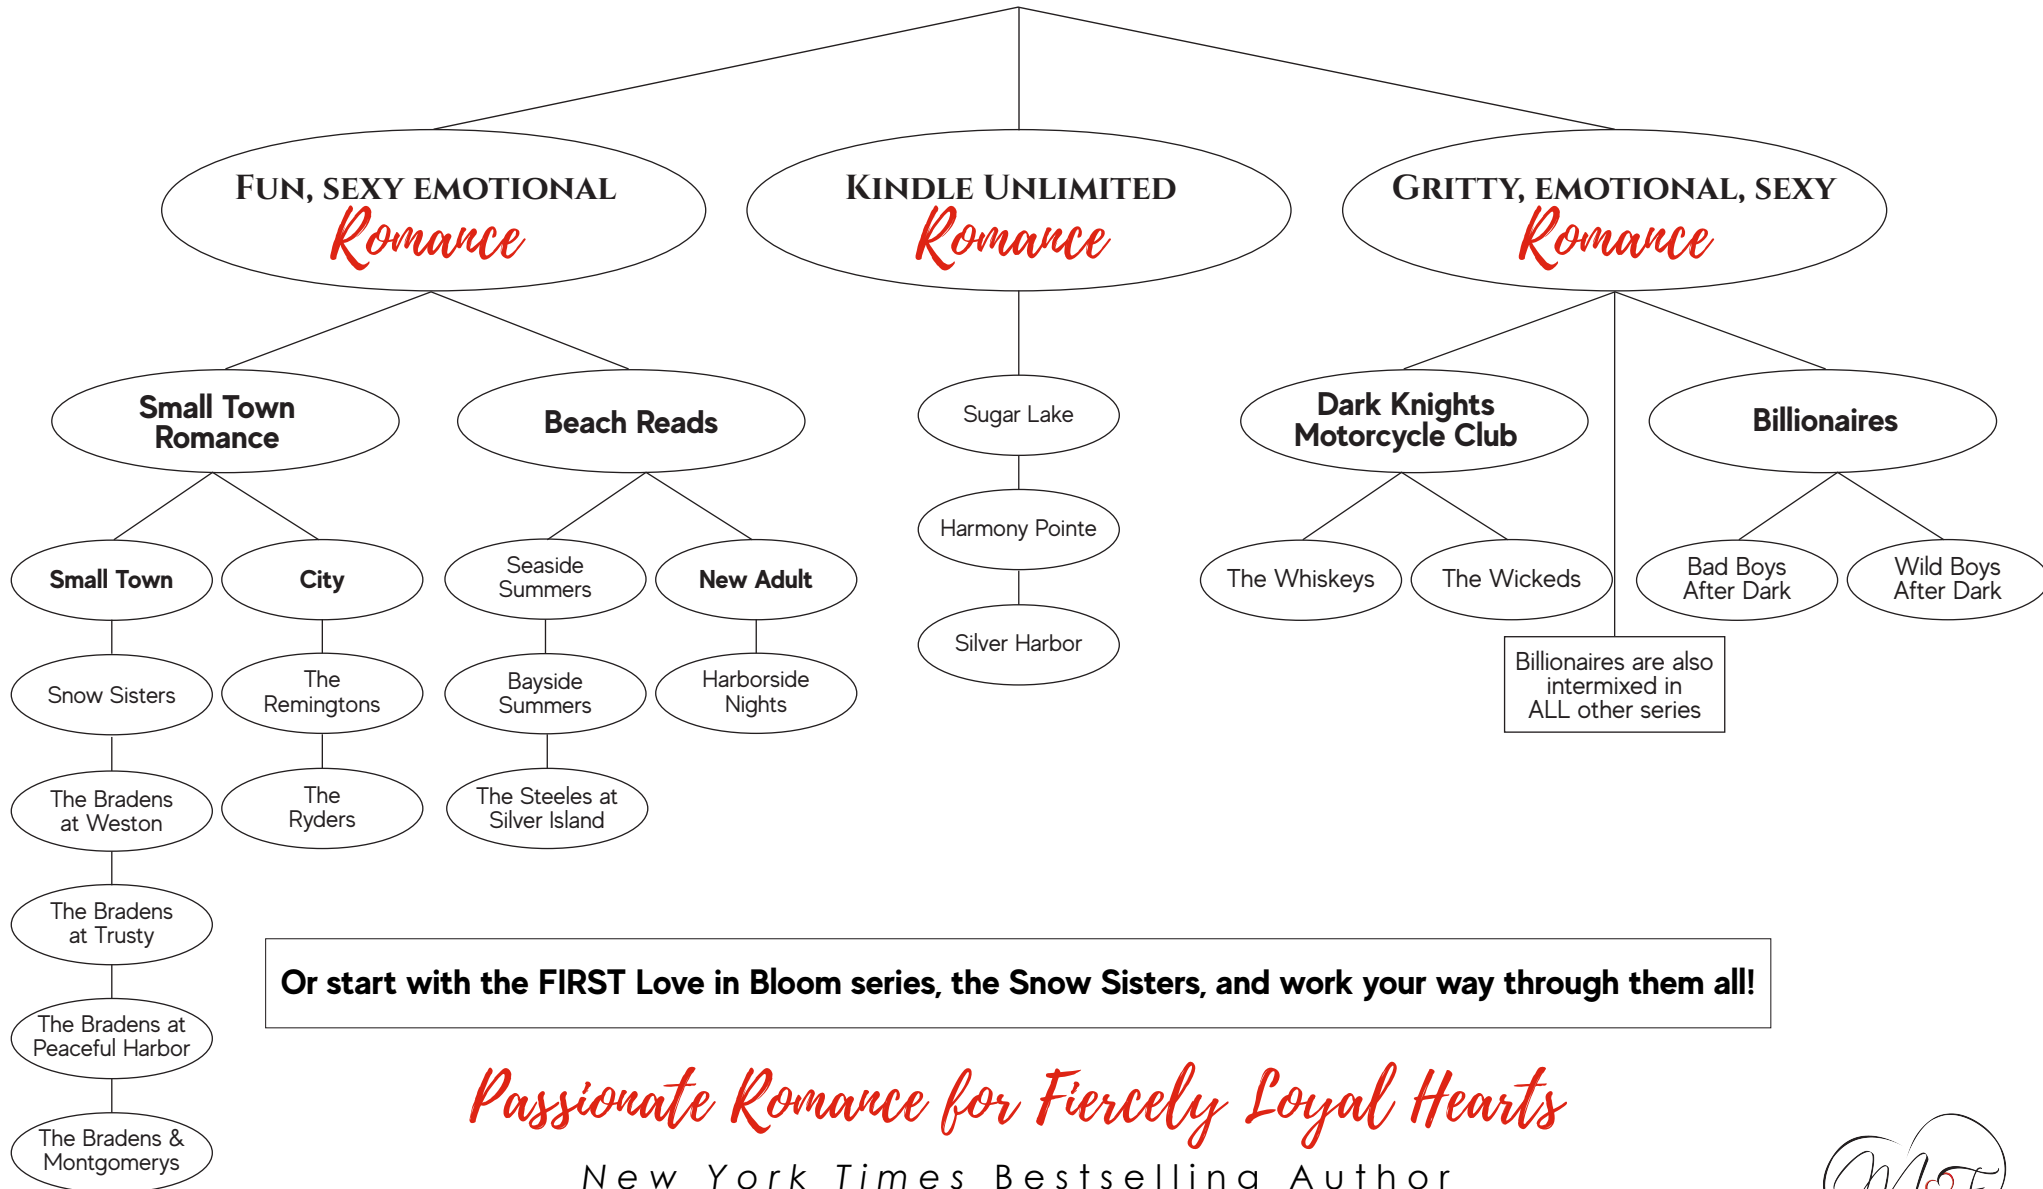 FUN, SEXY EMOTIONAL
Romance
KINDLE UNLIMITED
Romance
GRITTY, EMOTIONAL, SEXY
Romance
Small Town
Romance
Beach Reads
Sugar Lake
Dark Knights
Motorcycle Club
Billionaires
Harmony Pointe
Small Town
City
Seaside
Summers
New Adult
The Whiskeys
The Wickeds
Bad Boys
After Dark
Wild Boys
After Dark
Silver Harbor
Billionaires are also
intermixed in
ALL other series
Snow Sisters
The
Remingtons
Bayside
Summers
Harborside
Nights
The Bradens
at Weston
The
Ryders
The Steeles at
Silver Island
The Bradens
at Trusty
Or start with the FIRST Love in Bloom series, the Snow Sisters, and work your way through them all!
The Bradens at
Peaceful Harbor
Passionate Romance for Fiercely Loyal Hearts
The Bradens &
Montgomerys
New York Times Bestselling Author